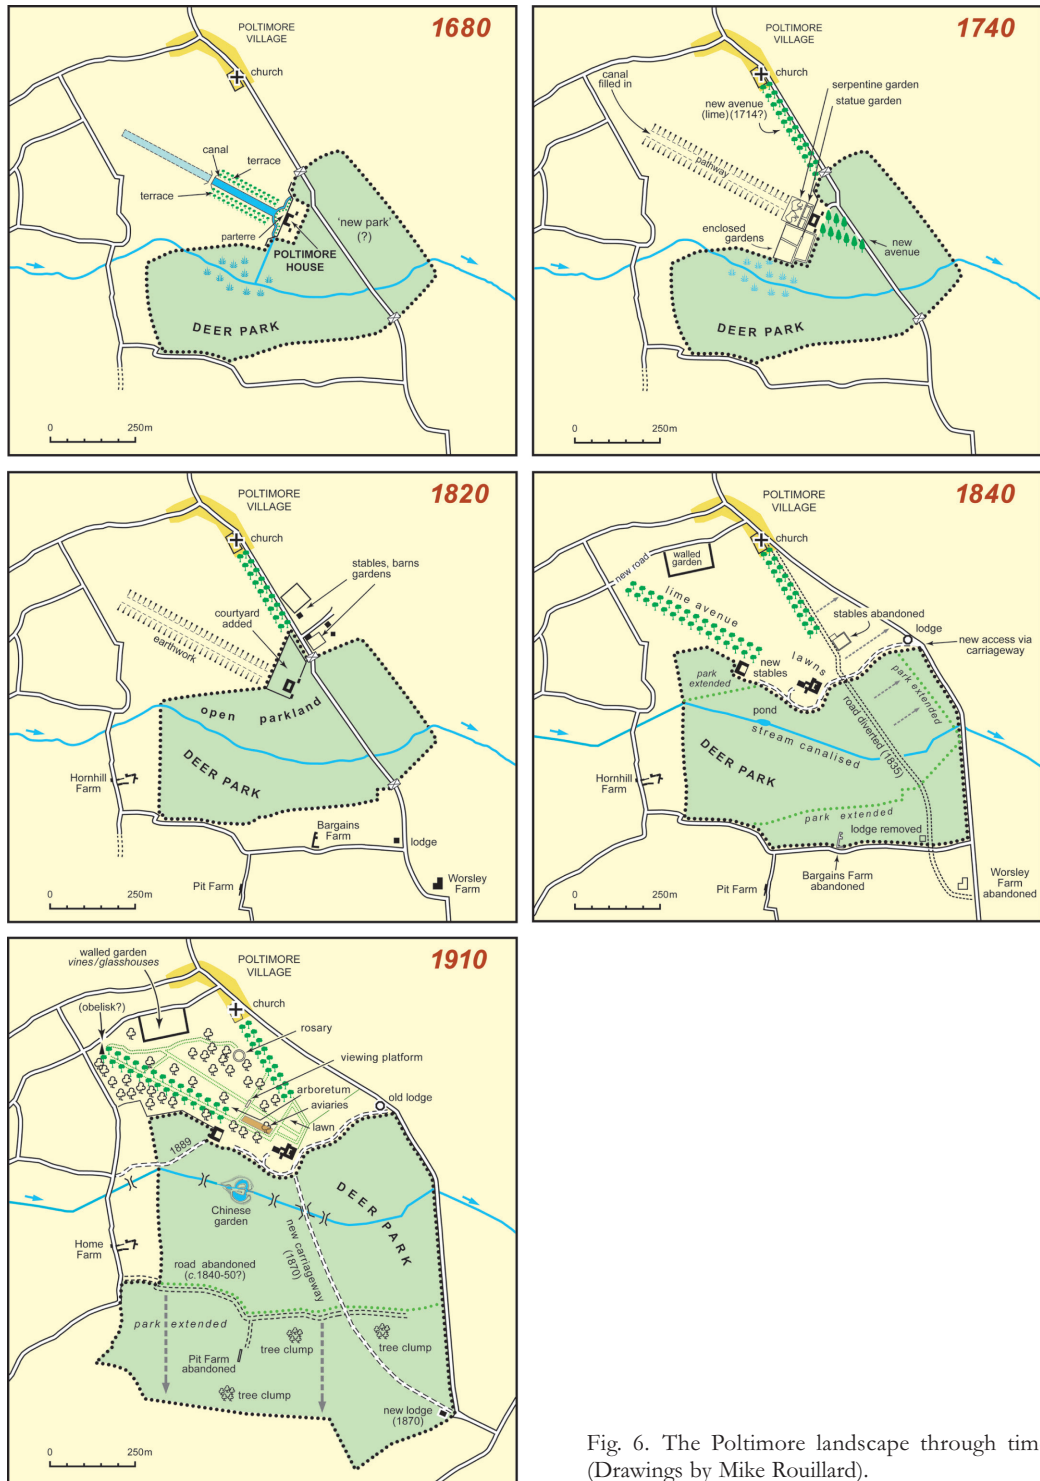 1680
POLTIMORE
VILLAGE
church
canal
terrace
terrace
parterre
POLTIMORE
HOUSE
'new park'
(?)
DEER PARK
0 250m
1740
POLTIMORE
VILLAGE
church
canal
filled in
serpentine garden
statue garden
new avenue
(lime) (1714?)
pathway
enclosed
gardens
new
avenue
DEER PARK
0 250m
1820
POLTIMORE
VILLAGE
church
stables, barns
gardens
courtyard
added
earthwork
open parkland
DEER PARK
Hornhill
Farm
Bargains
Farm
lodge
Pit Farm
Worsley
Farm
0 250m
1840
POLTIMORE
VILLAGE
church
walled
garden
new road
lime avenue
stables abandoned
lodge
new access via
carriageway
lawns
new
stables
park
extended
park extended
pond
stream canalised
road diverted (1835)
DEER PARK
Hornhill
Farm
park extended
lodge removed
Bargains Farm
abandoned
Pit Farm
Worsley
Farm
abandoned
0 250m
1910
walled garden
vines/glasshouses
POLTIMORE
VILLAGE
(obelisk?)
church
rosary
viewing platform
arboretum
aviaries
old lodge
lawn
1889
DEER PARK
Chinese
garden
new carriageway
(1870)
Home
Farm
road abandoned
(c.1840-50?)
park extended
Pit Farm
abandoned
tree clump
tree clump
tree clump
new lodge
(1870)
0 250m
Fig. 6. The Poltimore landscape through tim
(Drawings by Mike Rouillard).